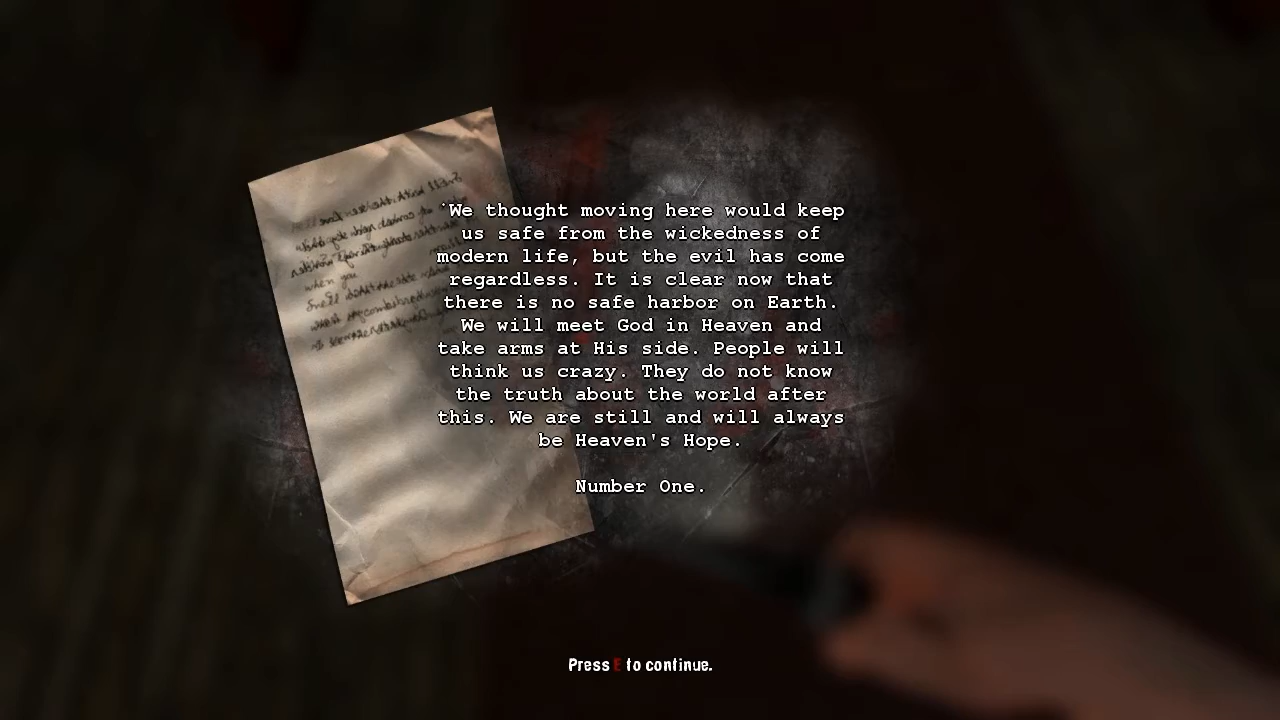 `We thought moving here would keep
us safe from the wickedness of
modern life, but the evil has come
regardless. It is clear now that
there is no safe harbor on Earth.
We will meet God in Heaven and
take arms at His side. People will
think us crazy. They do not know
the truth about the world after
this. We are still and will always
be Heaven's Hope.
Number One.
Press E to continue.